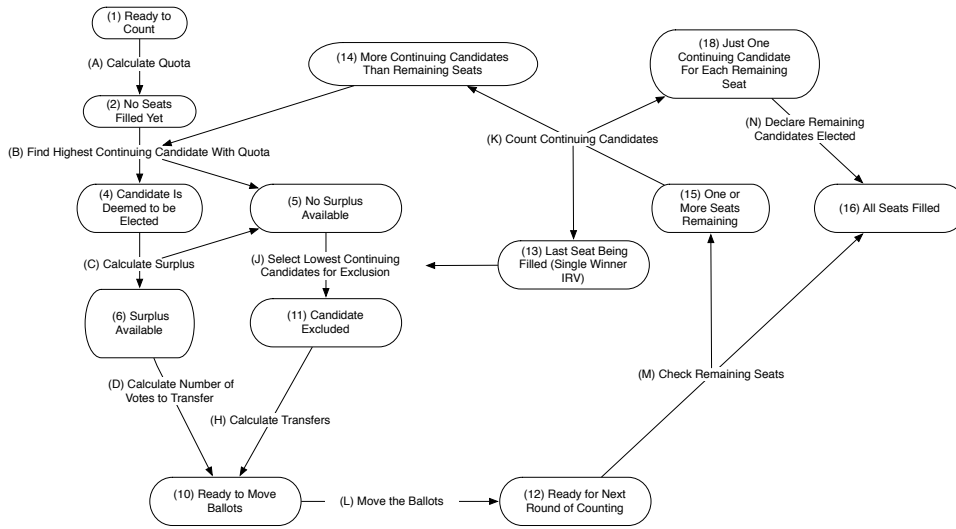 (1) Ready to
Count
(A) Calculate Quota
(2) No Seats
Filled Yet
(B) Find Highest Continuing Candidate With Quota
(4) Candidate Is
Deemed to be
Elected
(5) No Surplus
Available
(C) Calculate Surplus
(J) Select Lowest Continuing
Candidates for Exclusion
(6) Surplus
Available
(11) Candidate
Excluded
(D) Calculate Number of
Votes to Transfer
(H) Calculate Transfers
(10) Ready to Move
Ballots
(L) Move the Ballots
(12) Ready for Next
Round of Counting
(M) Check Remaining Seats
(15) One or
More Seats
Remaining
(16) All Seats Filled
(K) Count Continuing Candidates
(13) Last Seat Being
Filled (Single Winner
IRV)
(14) More Continuing Candidates
Than Remaining Seats
(18) Just One
Continuing Candidate
For Each Remaining
Seat
(N) Declare Remaining
Candidates Elected